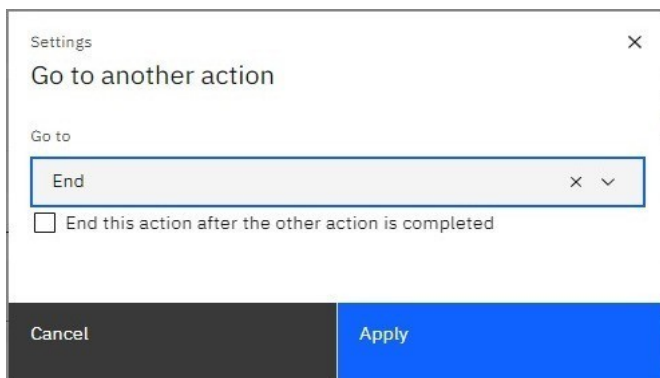 Settings
Go to another action
Go to
End
End this action after the other action is completed
Cancel
Apply